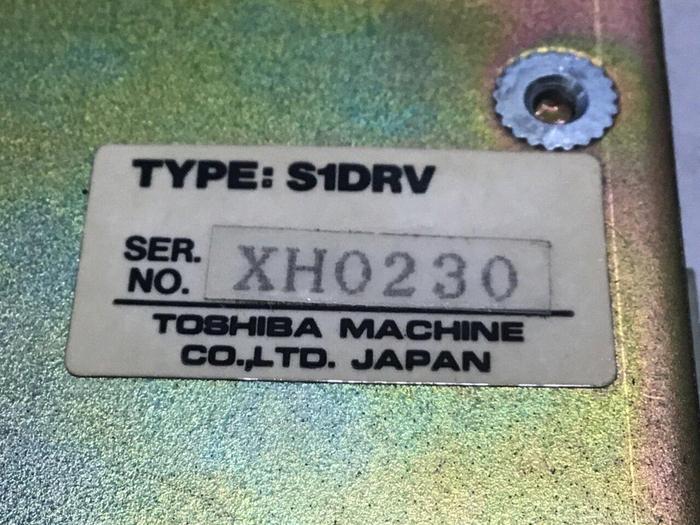 TYPE: S1DRV
SER. NO. XH0230
TOSHIBA MACHINE
CO.,LTD. JAPAN